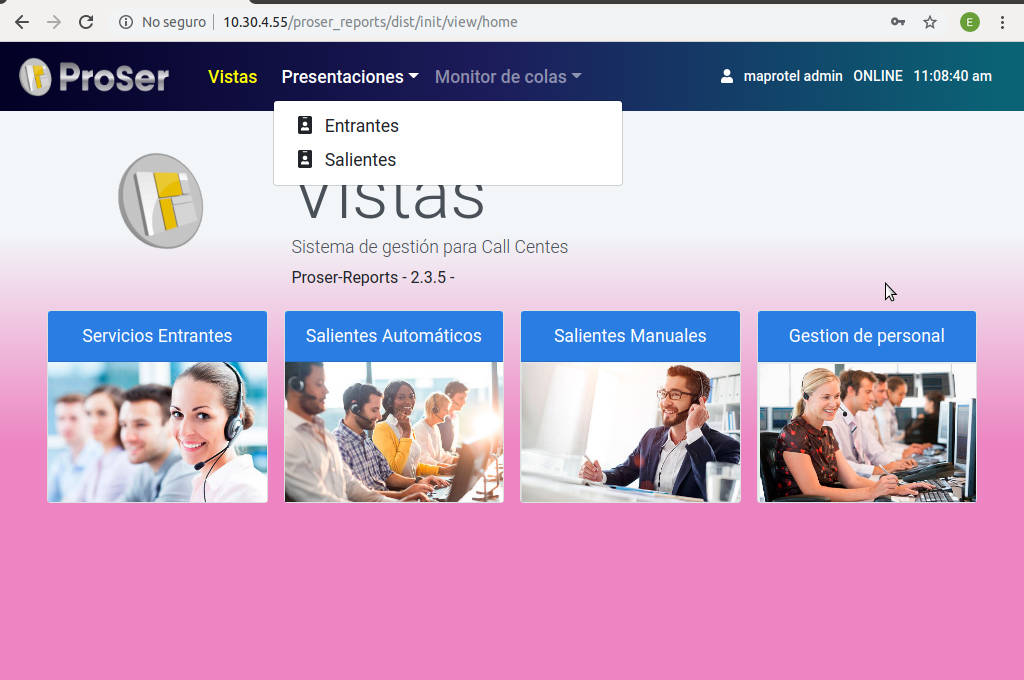 No seguro
10.30.4.55/proser_reports/dist/init/view/home
E
ProSer
Vistas
Presentaciones
Monitor de colas
maprotel admin
ONLINE
11:08:40 am
Entrantes
Salientes
Vistas
Sistema de gestión para Call Centes
Proser-Reports - 2.3.5 -
Servicios Entrantes
Salientes Automáticos
Salientes Manuales
Gestion de personal